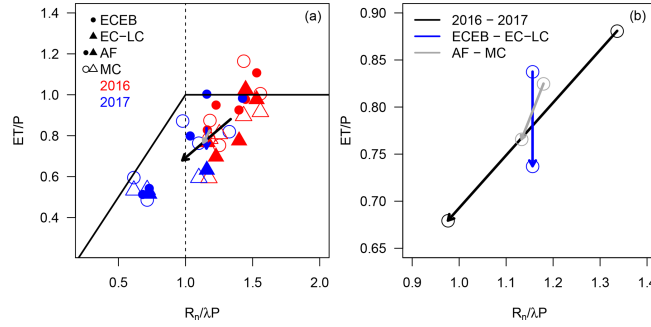 (a)
ECEB
EC−LC
AF
MC
2016
2017
ET/P
1.4
1.2
1.0
0.8
0.6
0.4
0.5
1.0
1.5
2.0
Rn/λP
(b)
2016 − 2017
ECEB − EC−LC
AF − MC
ET/P
0.90
0.85
0.80
0.75
0.70
0.65
0.9
1.0
1.1
1.2
1.3
1.4
Rn/λP